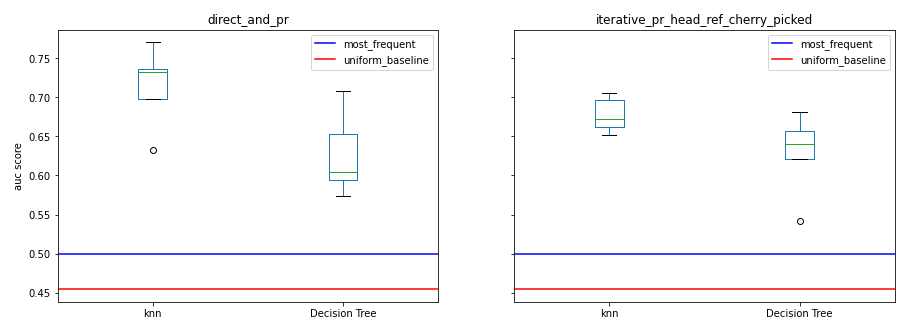 direct_and_pr
iterative_pr_head_ref_cherry_picked
most_frequent
uniform_baseline
most_frequent
uniform_baseline
auc score
0.75
0.70
0.65
0.60
0.55
0.50
0.45
knn
Decision Tree
knn
Decision Tree